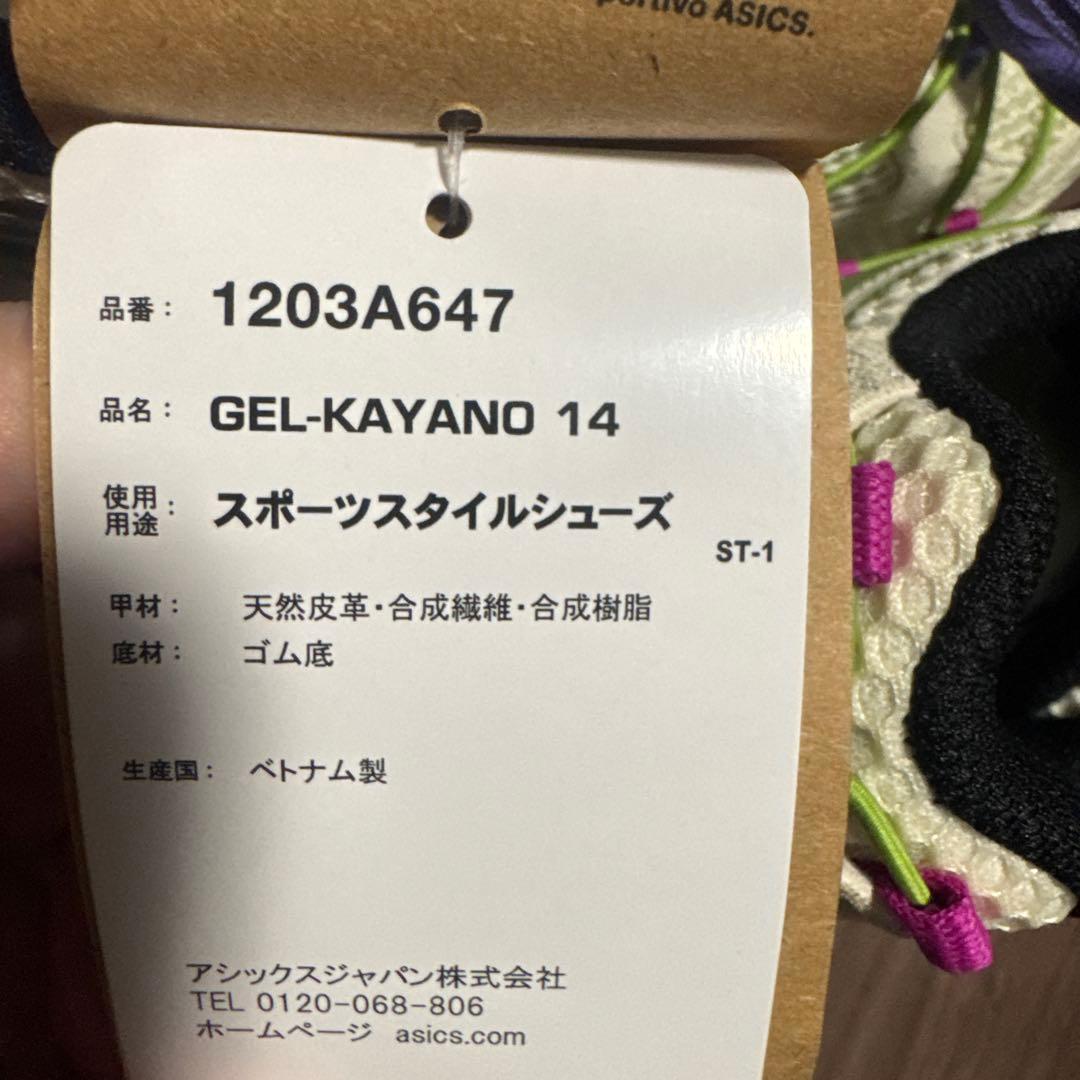 ASICS.
品番： 1203A647
品名： GEL-KAYANO 14
使用用途： スポーツスタイルシューズ
ST-1
甲材： 天然皮革・合成繊維・合成樹脂
底材： ゴム底
生産国： ベトナム製
アシックスジャパン株式会社
TEL 0120-068-806
ホームページ asics.com